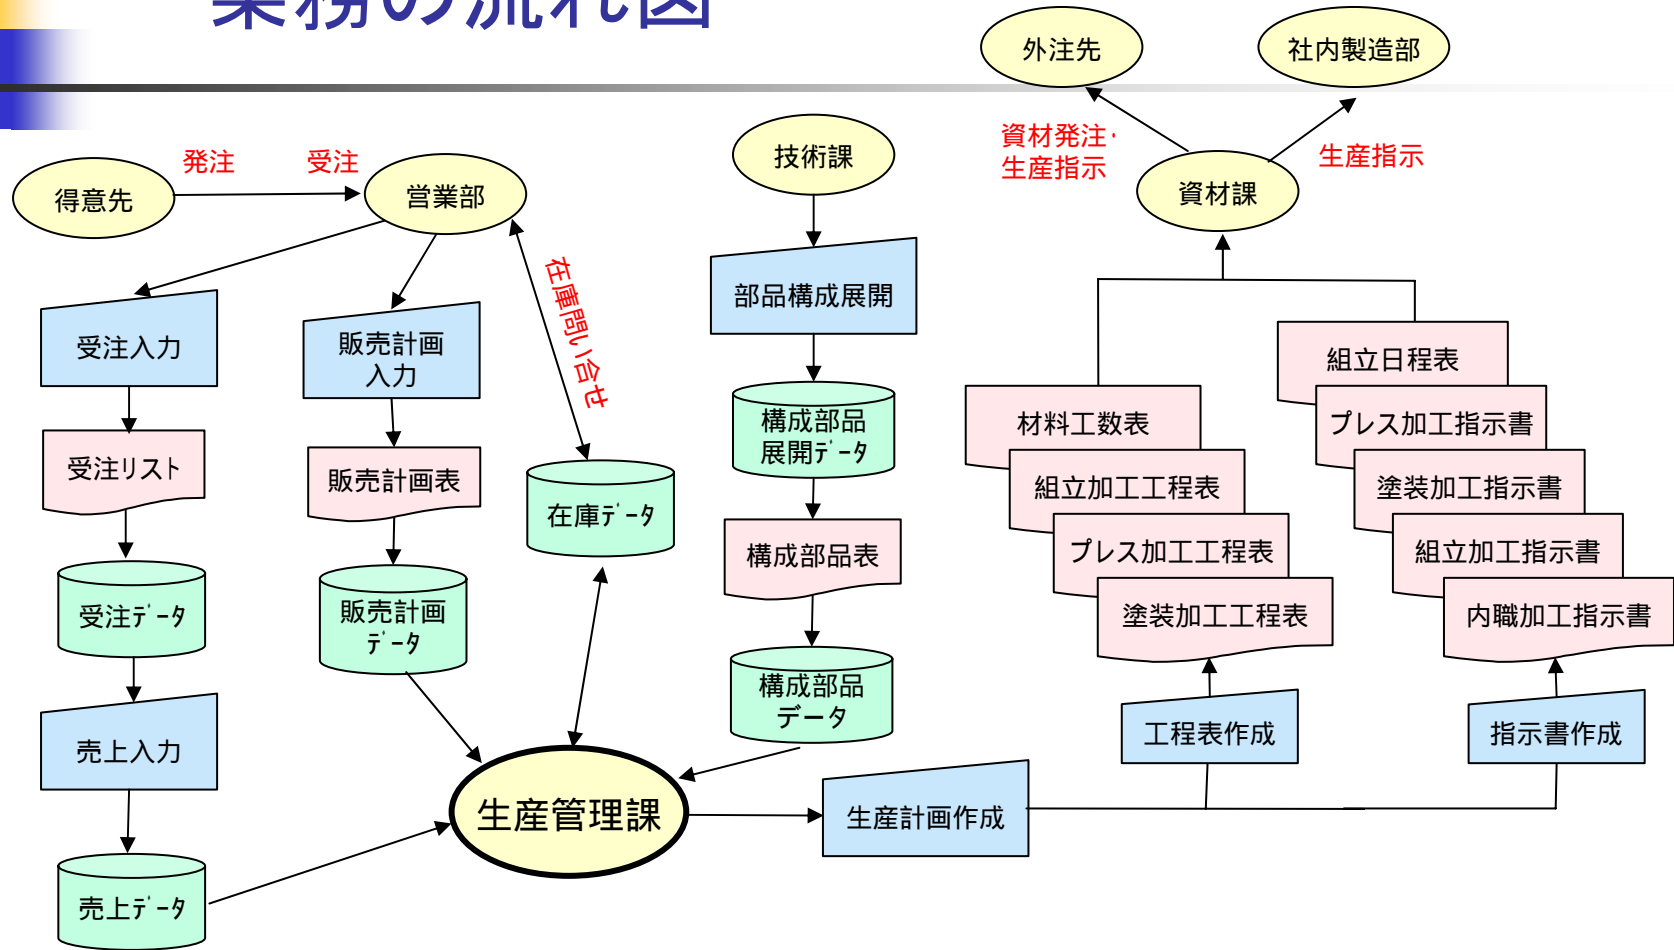 業務の流れ図
外注先
社内製造部
資材発注・
生産指示
生産指示
資材課
得意先
発注
受注
営業部
技術課
在庫問い合せ
受注入力
販売計画
入力
部品構成展開
受注リスト
販売計画表
在庫ﾃﾞｰﾀ
構成部品
展開ﾃﾞｰﾀ
構成部品表
受注ﾃﾞｰﾀ
販売計画
ﾃﾞｰﾀ
構成部品
データ
売上入力
売上ﾃﾞｰﾀ
生産管理課
生産計画作成
材料工数表
組立加工工程表
プレス加工工程表
塗装加工工程表
工程表作成
組立日程表
プレス加工指示書
塗装加工指示書
組立加工指示書
内職加工指示書
指示書作成